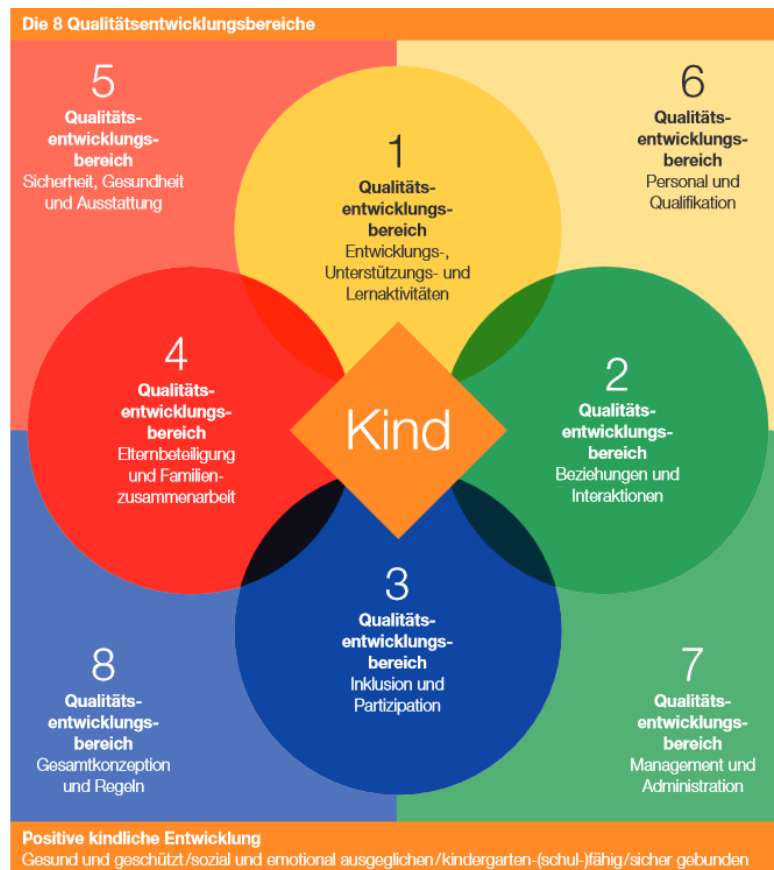 Die 8 Qualitätsentwicklungsbereiche
5
Qualitäts-
entwicklungs-
bereich
Sicherheit, Gesundheit
und Ausstattung
1
Qualitäts-
entwicklungs-
bereich
Entwicklungs-,
Unterstützungs- und
Lernaktivitäten
6
Qualitäts-
entwicklungs-
bereich
Personal und
Qualifikation
4
Qualitäts-
entwicklungs-
bereich
Elternbeteiligung
und Familien-
zusammenarbeit
Kind
2
Qualitäts-
entwicklungs-
bereich
Beziehungen und
Interaktionen
3
Qualitäts-
entwicklungs-
bereich
Inklusion und
Partizipation
8
Qualitäts-
entwicklungs-
bereich
Gesamtkonzeption
und Regeln
7
Qualitäts-
entwicklungs-
bereich
Management und
Administration
Positive kindliche Entwicklung
Gesund und geschützt/sozial und emotional ausgeglichen/kindergarten-(schul-)fähig/sicher gebunden